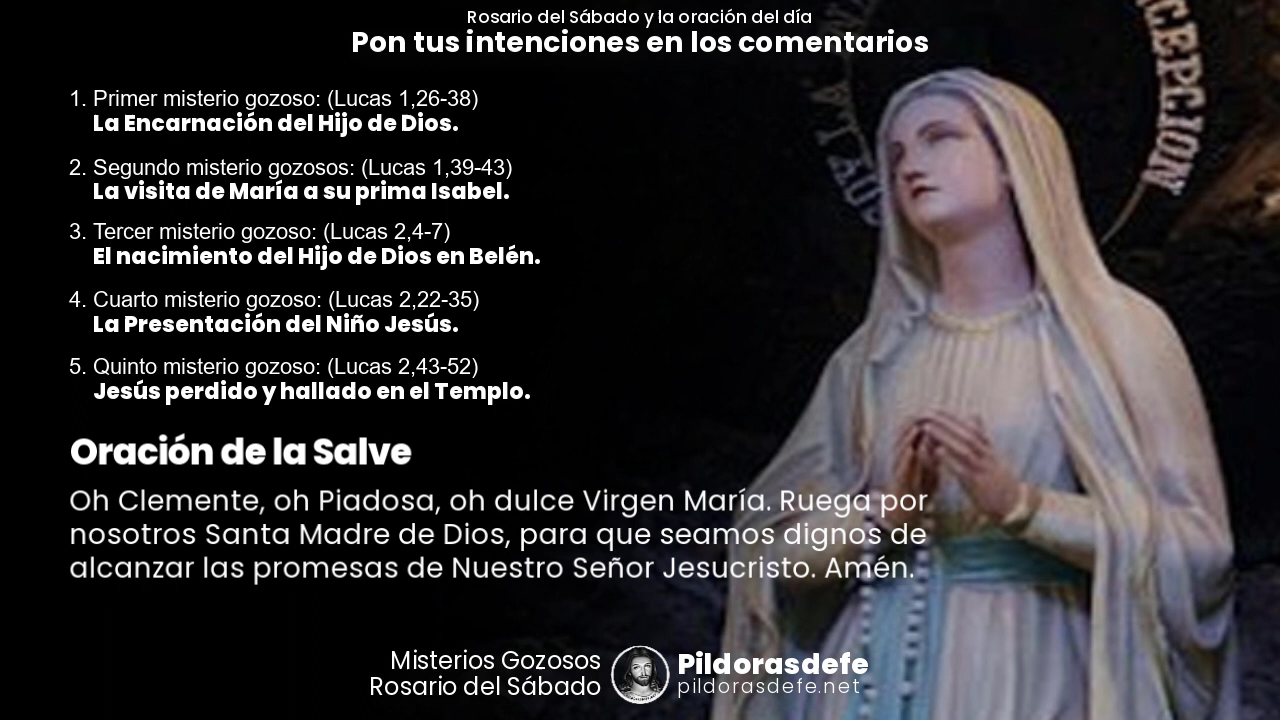 Rosario del Sábado y la oración del día
Pon tus intenciones en los comentarios
1. Primer misterio gozoso: (Lucas 1,26-38)
La Encarnación del Hijo de Dios.
2. Segundo misterio gozosos: (Lucas 1,39-43)
La visita de María a su prima Isabel.
3. Tercer misterio gozoso: (Lucas 2,4-7)
El nacimiento del Hijo de Dios en Belén.
4. Cuarto misterio gozoso: (Lucas 2,22-35)
La Presentación del Niño Jesús.
5. Quinto misterio gozoso: (Lucas 2,43-52)
Jesús perdido y hallado en el Templo.
Oración de la Salve
Oh Clemente, oh Piadosa, oh dulce Virgen María. Ruega por
nosotros Santa Madre de Dios, para que seamos dignos de
alcanzar las promesas de Nuestro Señor Jesucristo. Amén.
Misterios Gozosos
Rosario del Sábado
Pildorasdefe
pildorasdefe.net
CEPCION